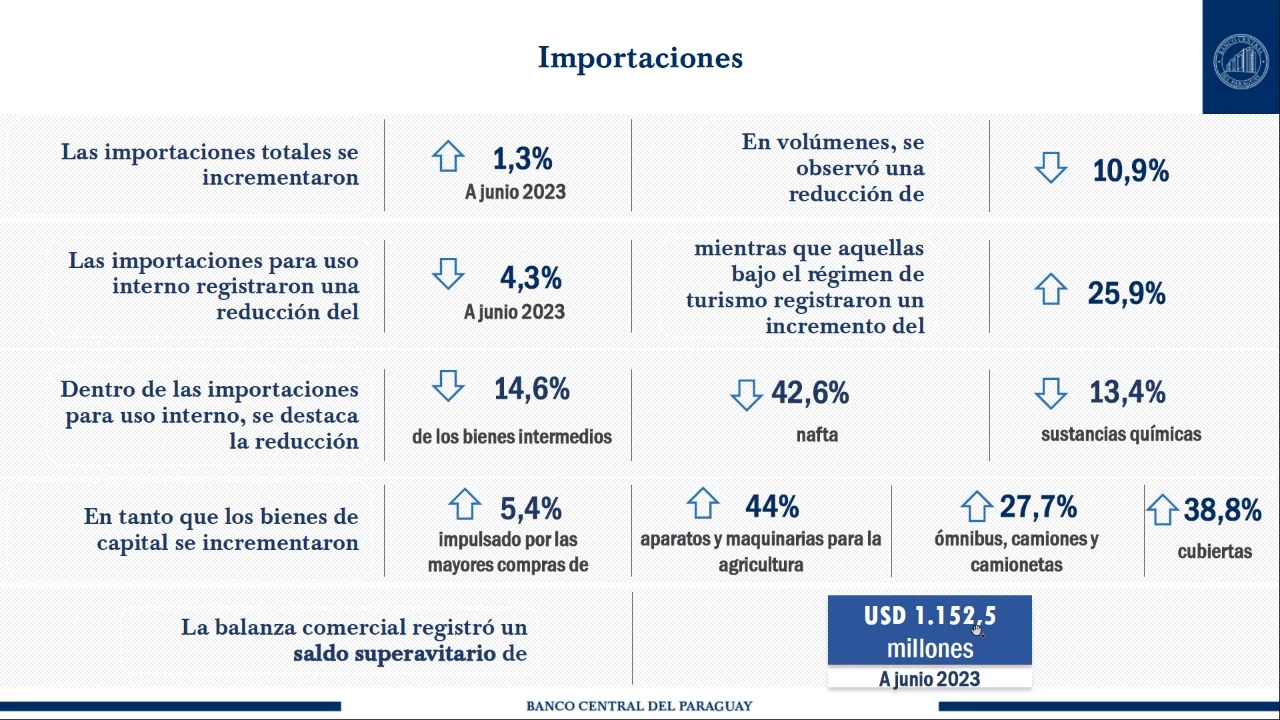 Importaciones
BANCO CENTRAL
DEL PARAGUAY
Las importaciones totales se
incrementaron
1,3%
A junio 2023
En volúmenes, se
observó una
reducción de
10,9%
Las importaciones para uso
interno registraron una
reducción del
4,3%
A junio 2023
mientras que aquellas
bajo el régimen de
turismo registraron un
incremento del
25,9%
Dentro de las importaciones
para uso interno, se destaca
la reducción
14,6%
de los bienes intermedios
42,6%
nafta
13,4%
sustancias químicas
En tanto que los bienes de
capital se incrementaron
5,4%
impulsado por las
mayores compras de
44%
aparatos y maquinarias para la
agricultura
27,7%
ómnibus, camiones y
camionetas
38,8%
cubiertas
La balanza comercial registró un
saldo superavitario de
USD 1.152,5
millones
A junio 2023
BANCO CENTRAL DEL PARAGUAY